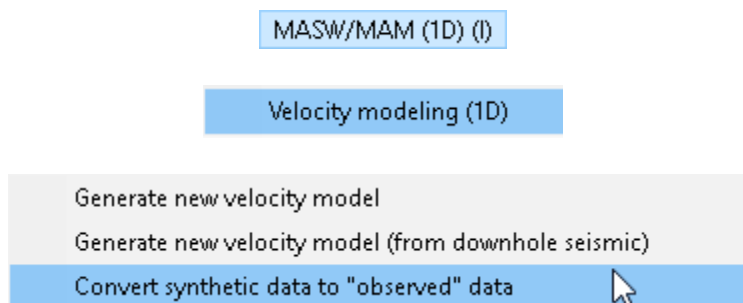 MASW/MAM (1D) (I)
Velocity modeling (1D)
Generate new velocity model
Generate new velocity model (from downhole seismic)
Convert synthetic data to "observed" data